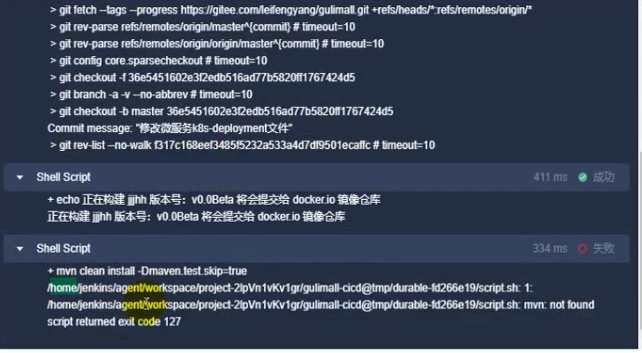 > git fetch --tags --progress https://gitee.com/leifengyang/gulimall.git +refs/heads/*:refs/remotes/origin/*
> git rev-parse refs/remotes/origin/master^{commit} # timeout=10
> git rev-parse refs/remotes/origin/origin/master^{commit} # timeout=10
> git config core.sparsecheckout # timeout=10
> git checkout -f 36e5451602e3f2edb516ad77b5820ff1767424d5
> git branch -a -v --no-abbrev # timeout=10
> git checkout -b master 36e5451602e3f2edb516ad77b5820ff1767424d5
Commit message: "修改微服务k8s-deployment文件"
> git rev-list --no-walk f317c168eef3485f5232a533a4d7df9501ecaffc # timeout=10
Shell Script 411 ms 成功
+ echo 正在构建 jjjhh 版本号：v0.0Beta 将会提交给 docker.io 镜像仓库
正在构建 jjjhh 版本号：v0.0Beta 将会提交给 docker.io 镜像仓库
Shell Script 334 ms 失败
+ mvn clean install -Dmaven.test.skip=true
/home/jenkins/agent/workspace/project-2lpVn1vKv1gr/gulimall-cicd@tmp/durable-fd266e19/script.sh: 1:
/home/jenkins/agent/workspace/project-2lpVn1vKv1gr/gulimall-cicd@tmp/durable-fd266e19/script.sh: mvn: not found
script returned exit code 127